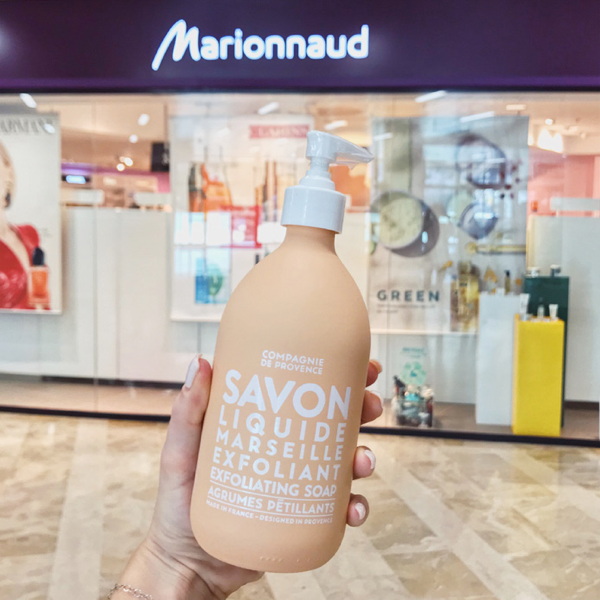 Marionnaud
GREEN
COMPAGNIE
DE PROVENCE
SAVON
LIQUIDE
MARSEILLE
EXFOLIANT
EXFOLIATING SOAP
AGRUMES PÉTILLANTS
MADE IN FRANCE • DESIGNED IN PROVENCE